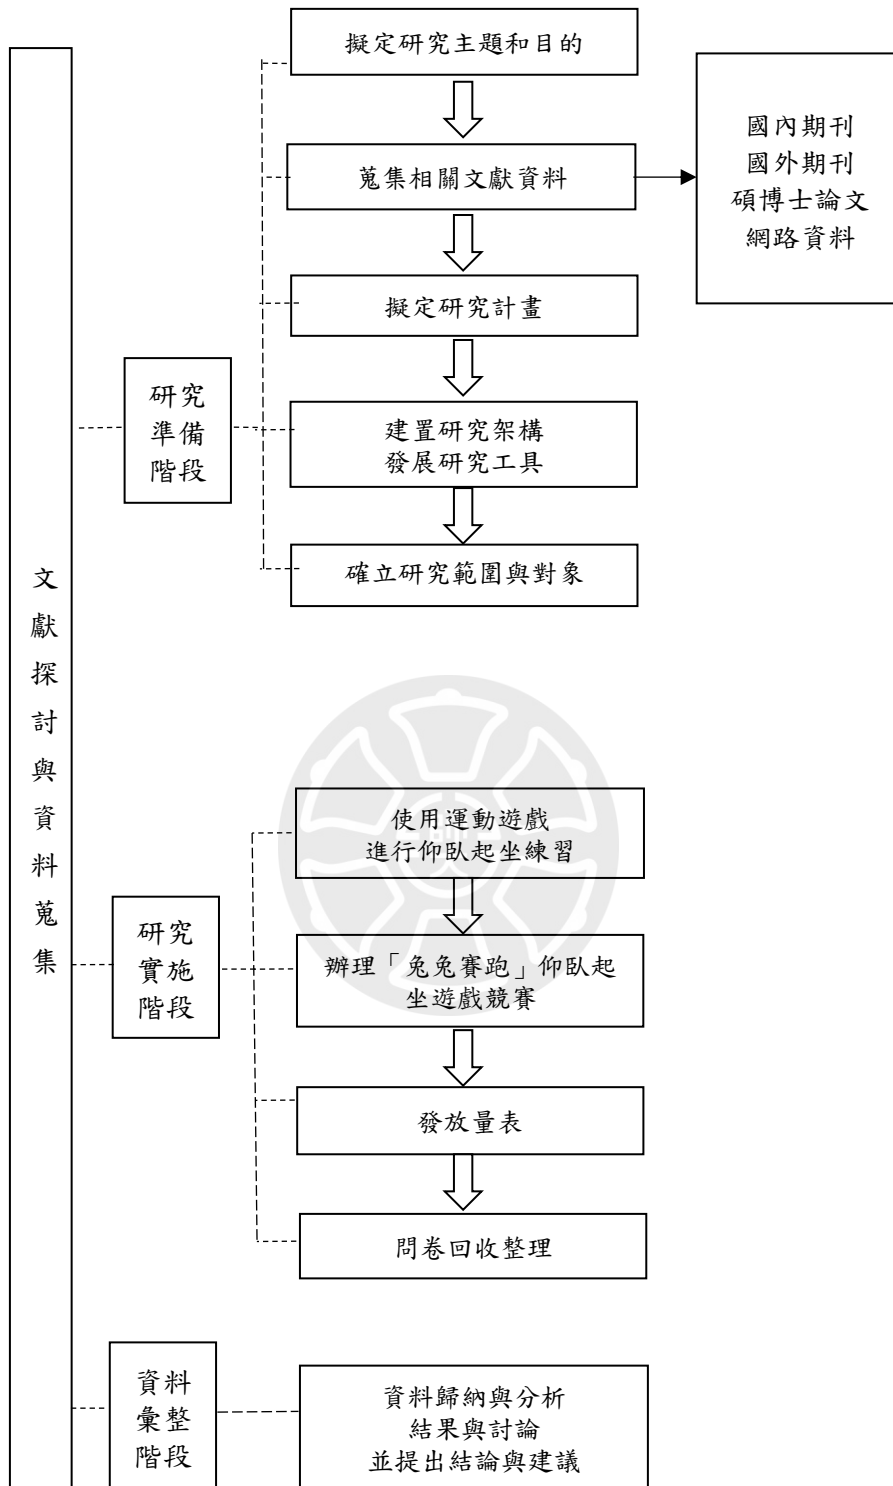 擬定研究主題和目的
蒐集相關文獻資料
國內期刊
國外期刊
碩博士論文
網路資料
擬定研究計畫
研究
準備
階段
建置研究架構
發展研究工具
確立研究範圍與對象
文獻探討與資料蒐集
使用運動遊戲
進行仰臥起坐練習
研究
實施
階段
辦理「兔兔賽跑」仰臥起
坐遊戲競賽
發放量表
問卷回收整理
資料
彙整
階段
資料歸納與分析
結果與討論
並提出結論與建議